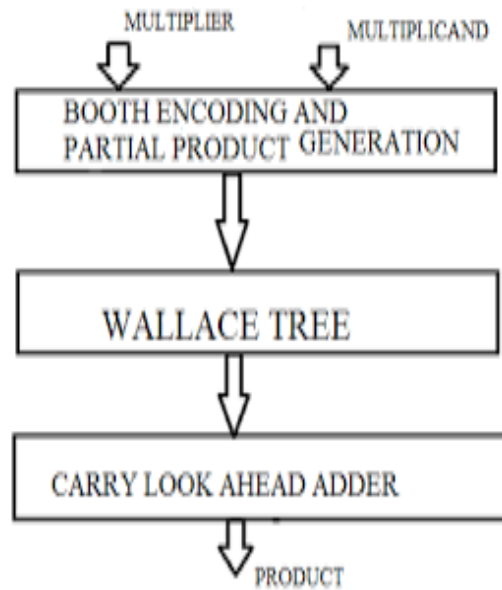 MULTIPLIER
MULTIPLICAND
BOOTH ENCODING AND
PARTIAL PRODUCT GENERATION
WALLACE TREE
CARRY LOOK AHEAD ADDER
PRODUCT